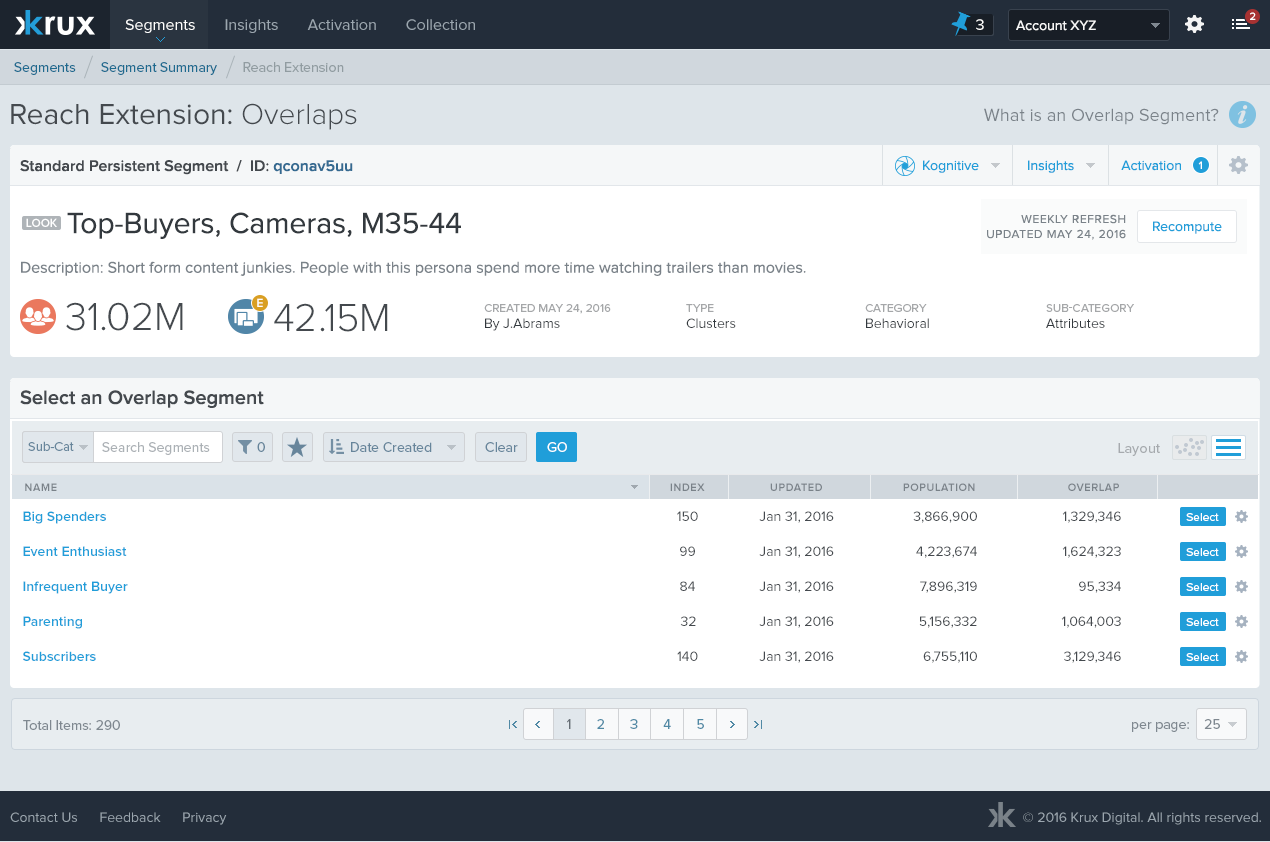 krux Segments Insights Activation Collection 3 Account XYZ 2
Segments / Segment Summary / Reach Extension
Reach Extension: Overlaps What is an Overlap Segment? i
Standard Persistent Segment / ID: qconav5uu Kognitive Insights Activation 1
LOOK Top-Buyers, Cameras, M35-44
WEEKLY REFRESH
UPDATED MAY 24, 2016
Recompute
Description: Short form content junkies. People with this persona spend more time watching trailers than movies.
31.02M E 42.15M
CREATED MAY 24, 2016 TYPE CATEGORY SUB-CATEGORY
By J.Abrams Clusters Behavioral Attributes
Select an Overlap Segment
Sub-Cat Search Segments 0 Date Created Clear GO Layout
NAME INDEX UPDATED POPULATION OVERLAP
Big Spenders 150 Jan 31, 2016 3,866,900 1,329,346 Select
Event Enthusiast 99 Jan 31, 2016 4,223,674 1,624,323 Select
Infrequent Buyer 84 Jan 31, 2016 7,896,319 95,334 Select
Parenting 32 Jan 31, 2016 5,156,332 1,064,003 Select
Subscribers 140 Jan 31, 2016 6,755,110 3,129,346 Select
Total Items: 290 1 2 3 4 5 per page: 25
Contact Us Feedback Privacy © 2016 Krux Digital. All rights reserved.